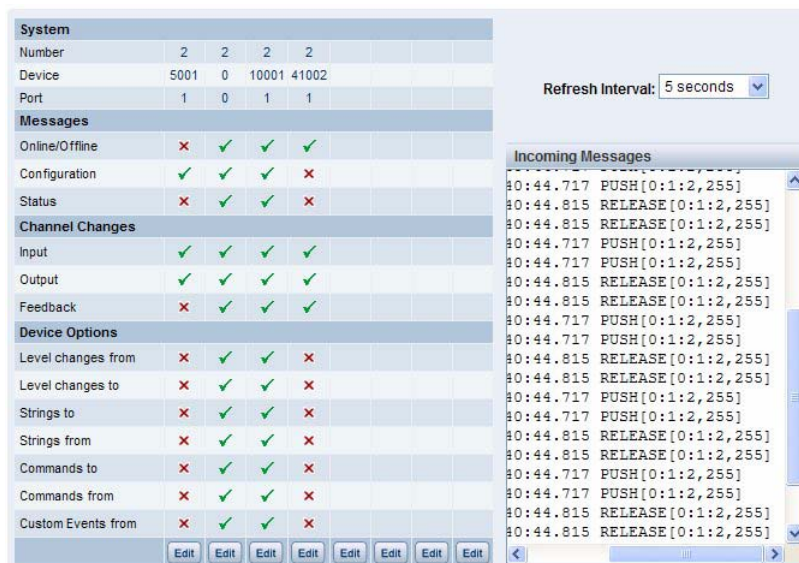 System
Number 2 2 2 2
Device 5001 0 10001 41002
Port 1 0 1 1
Messages
Online/Offline
Configuration
Status
Channel Changes
Input
Output
Feedback
Device Options
Level changes from
Level changes to
Strings to
Strings from
Commands to
Commands from
Custom Events from
Edit Edit Edit Edit Edit Edit Edit Edit
Refresh Interval: 5 seconds
Incoming Messages
40:44.717 PUSH[0:1:2,255]
40:44.815 RELEASE[0:1:2,255]
40:44.815 RELEASE[0:1:2,255]
40:44.717 PUSH[0:1:2,255]
40:44.717 PUSH[0:1:2,255]
40:44.815 RELEASE[0:1:2,255]
40:44.815 RELEASE[0:1:2,255]
40:44.717 PUSH[0:1:2,255]
40:44.717 PUSH[0:1:2,255]
40:44.815 RELEASE[0:1:2,255]
40:44.815 RELEASE[0:1:2,255]
40:44.717 PUSH[0:1:2,255]
40:44.717 PUSH[0:1:2,255]
40:44.815 RELEASE[0:1:2,255]
40:44.815 RELEASE[0:1:2,255]
40:44.717 PUSH[0:1:2,255]
40:44.717 PUSH[0:1:2,255]
40:44.815 RELEASE[0:1:2,255]
40:44.815 RELEASE[0:1:2,255]